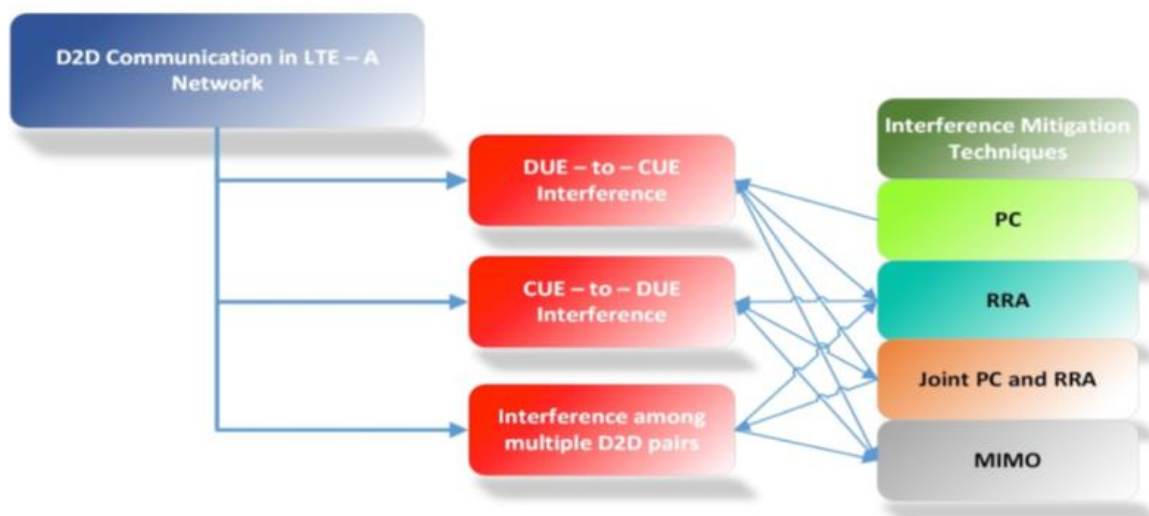 D2D Communication in LTE – A
Network
DUE – to – CUE
Interference
CUE – to – DUE
Interference
Interference among
multiple D2D pairs
Interference Mitigation
Techniques
PC
RRA
Joint PC and RRA
MIMO